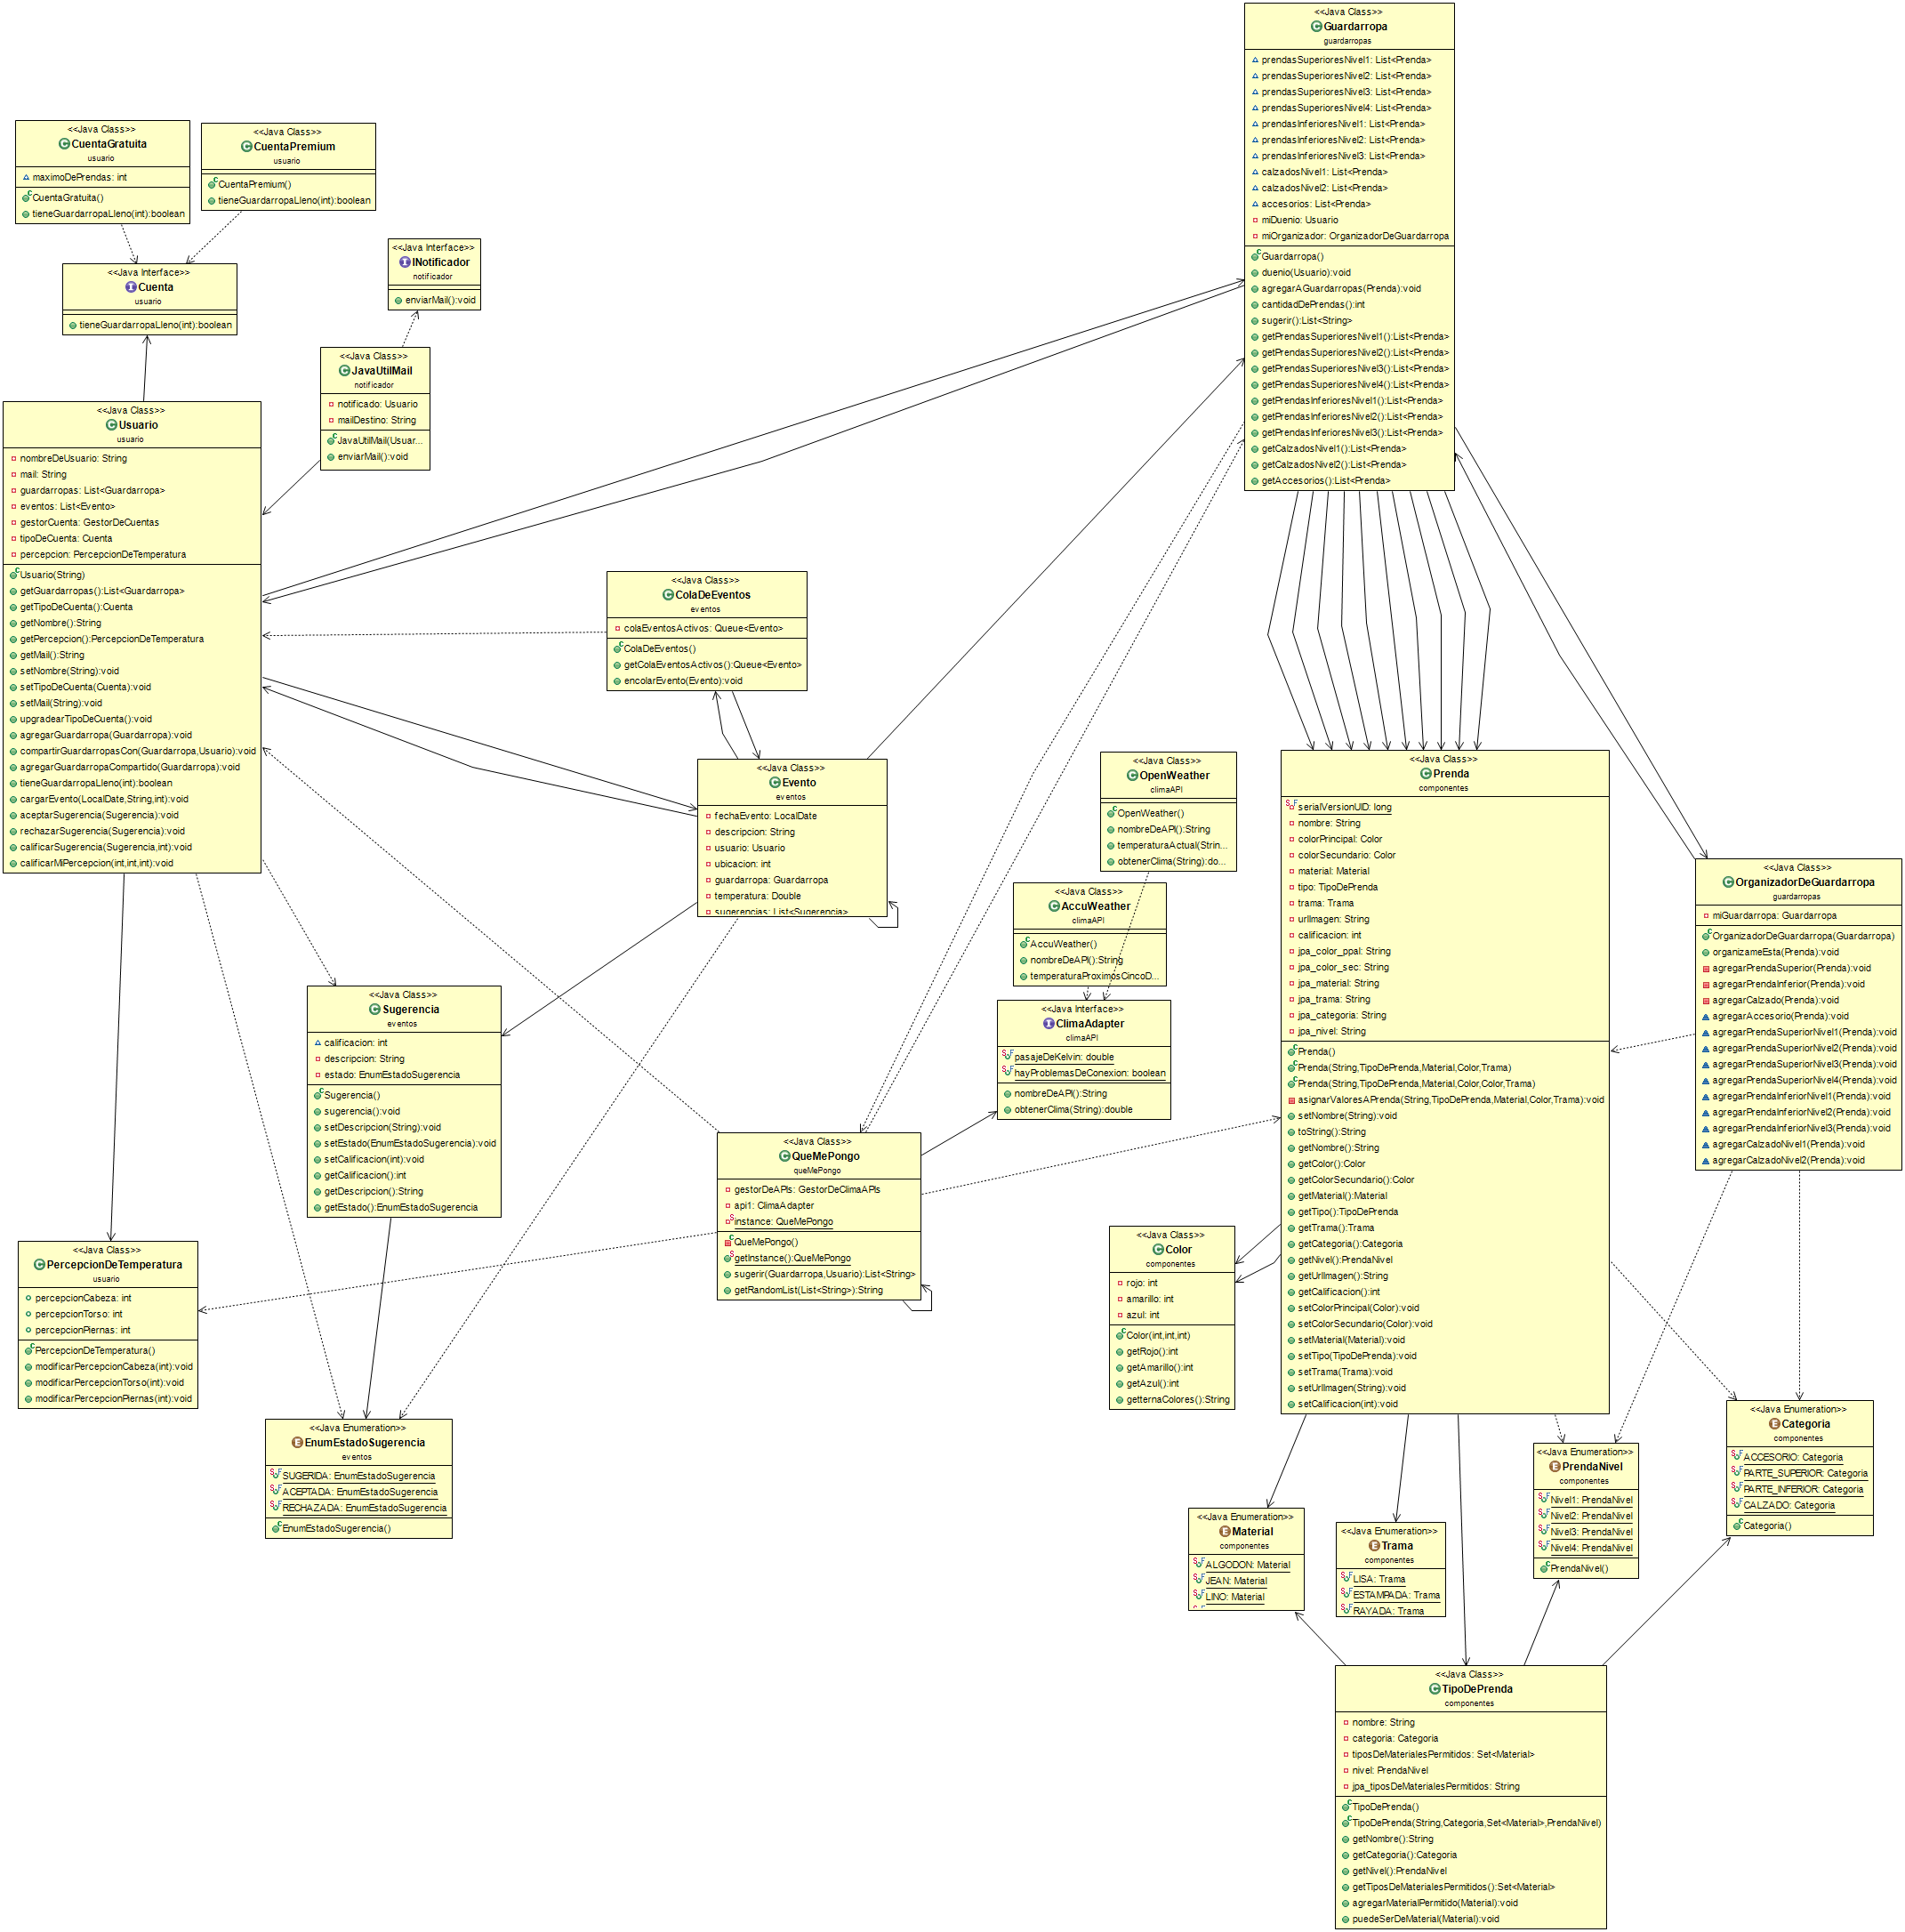 <<Java Class>>
Guardarropa
guardarropas
prendasSuperioresNivel1: List<Prenda>
prendasSuperioresNivel2: List<Prenda>
prendasSuperioresNivel3: List<Prenda>
prendasSuperioresNivel4: List<Prenda>
prendasInferioresNivel1: List<Prenda>
prendasInferioresNivel2: List<Prenda>
prendasInferioresNivel3: List<Prenda>
calzadosNivel1: List<Prenda>
calzadosNivel2: List<Prenda>
accesorios: List<Prenda>
miDuenio: Usuario
miOrganizador: OrganizadorDeGuardarropa
Guardarropa()
duenio(Usuario):void
agregarAGuardarropas(Prenda):void
cantidadDePrendas():int
sugerir():List<String>
getPrendasSuperioresNivel1():List<Prenda>
getPrendasSuperioresNivel2():List<Prenda>
getPrendasSuperioresNivel3():List<Prenda>
getPrendasSuperioresNivel4():List<Prenda>
getPrendasInferioresNivel1():List<Prenda>
getPrendasInferioresNivel2():List<Prenda>
getPrendasInferioresNivel3():List<Prenda>
getCalzadosNivel1():List<Prenda>
getCalzadosNivel2():List<Prenda>
getAccesorios():List<Prenda>
<<Java Class>>
CuentaGratuita
usuario
maximoDePrendas: int
CuentaGratuita()
tieneGuardarropaLleno(int):boolean
<<Java Class>>
CuentaPremium
usuario
CuentaPremium()
tieneGuardarropaLleno(int):boolean
<<Java Interface>>
Cuenta
usuario
tieneGuardarropaLleno(int):boolean
<<Java Interface>>
INotificador
notificador
enviarMail():void
<<Java Class>>
JavaUtilMail
notificador
notificado: Usuario
mailDestino: String
JavaUtilMail(Usuar...
enviarMail():void
<<Java Class>>
Usuario
usuario
nombreDeUsuario: String
mail: String
guardarropas: List<Guardarropa>
eventos: List<Evento>
gestorCuenta: GestorDeCuentas
tipoDeCuenta: Cuenta
percepcion: PercepcionDeTemperatura
Usuario(String)
getGuardarropas():List<Guardarropa>
getTipoDeCuenta():Cuenta
getNombre():String
getPercepcion():PercepcionDeTemperatura
getMail():String
setNombre(String):void
setTipoDeCuenta(Cuenta):void
setMail(String):void
upgradearTipoDeCuenta():void
agregarGuardarropa(Guardarropa):void
compartirGuardarropasCon(Guardarropa,Usuario):void
agregarGuardarropaCompartido(Guardarropa):void
tieneGuardarropaLleno(int):boolean
cargarEvento(LocalDate,String,int):void
aceptarSugerencia(Sugerencia):void
rechazarSugerencia(Sugerencia):void
calificarSugerencia(Sugerencia,int):void
calificarMiPercepcion(int,int,int):void
<<Java Class>>
ColaDeEventos
eventos
colaEventosActivos: Queue<Evento>
ColaDeEventos()
getColaEventosActivos():Queue<Evento>
encolarEvento(Evento):void
<<Java Class>>
Evento
eventos
fechaEvento: LocalDate
descripcion: String
usuario: Usuario
ubicacion: int
guardarropa: Guardarropa
temperatura: Double
sugerencias: List<Sugerencia>
<<Java Class>>
OpenWeather
climaAPI
OpenWeather()
nombreDeAPI():String
temperaturaActual(Strin...
obtenerClima(String):do...
<<Java Class>>
AccuWeather
climaAPI
AccuWeather()
nombreDeAPI():String
temperaturaProximosCincoD...
<<Java Interface>>
ClimaAdapter
climaAPI
pasajeDeKelvin: double
hayProblemasDeConexion: boolean
nombreDeAPI():String
obtenerClima(String):double
<<Java Class>>
Prenda
componentes
serialVersionUID: long
nombre: String
colorPrincipal: Color
colorSecundario: Color
material: Material
tipo: TipoDePrenda
trama: Trama
urlImagen: String
calificacion: int
jpa_color_ppal: String
jpa_color_sec: String
jpa_material: String
jpa_trama: String
jpa_categoria: String
jpa_nivel: String
Prenda()
Prenda(String,TipoDePrenda,Material,Color,Trama)
Prenda(String,TipoDePrenda,Material,Color,Color,Trama)
asignarValoresAPrenda(String,TipoDePrenda,Material,Color,Trama):void
setNombre(String):void
toString():String
getNombre():String
getColor():Color
getColorSecundario():Color
getMaterial():Material
getTipo():TipoDePrenda
getTrama():Trama
getCategoria():Categoria
getNivel():PrendaNivel
getUrlImagen():String
getCalificacion():int
setColorPrincipal(Color):void
setColorSecundario(Color):void
setMaterial(Material):void
setTipo(TipoDePrenda):void
setTrama(Trama):void
setUrlImagen(String):void
setCalificacion(int):void
<<Java Class>>
OrganizadorDeGuardarropa
guardarropas
miGuardarropa: Guardarropa
OrganizadorDeGuardarropa(Guardarropa)
organizameEsta(Prenda):void
agregarPrendaSuperior(Prenda):void
agregarPrendaInferior(Prenda):void
agregarCalzado(Prenda):void
agregarAccesorio(Prenda):void
agregarPrendaSuperiorNivel1(Prenda):void
agregarPrendaSuperiorNivel2(Prenda):void
agregarPrendaSuperiorNivel3(Prenda):void
agregarPrendaSuperiorNivel4(Prenda):void
agregarPrendaInferiorNivel1(Prenda):void
agregarPrendaInferiorNivel2(Prenda):void
agregarPrendaInferiorNivel3(Prenda):void
agregarCalzadoNivel1(Prenda):void
agregarCalzadoNivel2(Prenda):void
<<Java Class>>
Sugerencia
eventos
calificacion: int
descripcion: String
estado: EnumEstadoSugerencia
Sugerencia()
sugerencia():void
setDescripcion(String):void
setEstado(EnumEstadoSugerencia):void
setCalificacion(int):void
getCalificacion():int
getDescripcion():String
getEstado():EnumEstadoSugerencia
<<Java Class>>
QueMePongo
queMePongo
gestorDeAPIs: GestorDeClimaAPIs
api1: ClimaAdapter
instance: QueMePongo
QueMePongo()
getInstance():QueMePongo
sugerir(Guardarropa,Usuario):List<String>
getRandomList(List<String>):String
<<Java Class>>
PercepcionDeTemperatura
usuario
percepcionCabeza: int
percepcionTorso: int
percepcionPiernas: int
PercepcionDeTemperatura()
modificarPercepcionCabeza(int):void
modificarPercepcionTorso(int):void
modificarPercepcionPiernas(int):void
<<Java Class>>
Color
componentes
rojo: int
amarillo: int
azul: int
Color(int,int,int)
getRojo():int
getAmarillo():int
getAzul():int
getternaColores():String
<<Java Enumeration>>
EnumEstadoSugerencia
eventos
SUGERIDA: EnumEstadoSugerencia
ACEPTADA: EnumEstadoSugerencia
RECHAZADA: EnumEstadoSugerencia
EnumEstadoSugerencia()
<<Java Enumeration>>
Categoria
componentes
ACCESORIO: Categoria
PARTE_SUPERIOR: Categoria
PARTE_INFERIOR: Categoria
CALZADO: Categoria
Categoria()
<<Java Enumeration>>
PrendaNivel
componentes
Nivel1: PrendaNivel
Nivel2: PrendaNivel
Nivel3: PrendaNivel
Nivel4: PrendaNivel
PrendaNivel()
<<Java Enumeration>>
Material
componentes
ALGODON: Material
JEAN: Material
LINO: Material
<<Java Enumeration>>
Trama
componentes
LISA: Trama
ESTAMPADA: Trama
RAYADA: Trama
<<Java Class>>
TipoDePrenda
componentes
nombre: String
categoria: Categoria
tiposDeMaterialesPermitidos: Set<Material>
nivel: PrendaNivel
jpa_tiposDeMaterialesPermitidos: String
TipoDePrenda()
TipoDePrenda(String,Categoria,Set<Material>,PrendaNivel)
getNombre():String
getCategoria():Categoria
getNivel():PrendaNivel
getTiposDeMaterialesPermitidos():Set<Material>
agregarMaterialPermitido(Material):void
puedeSerDeMaterial(Material):void